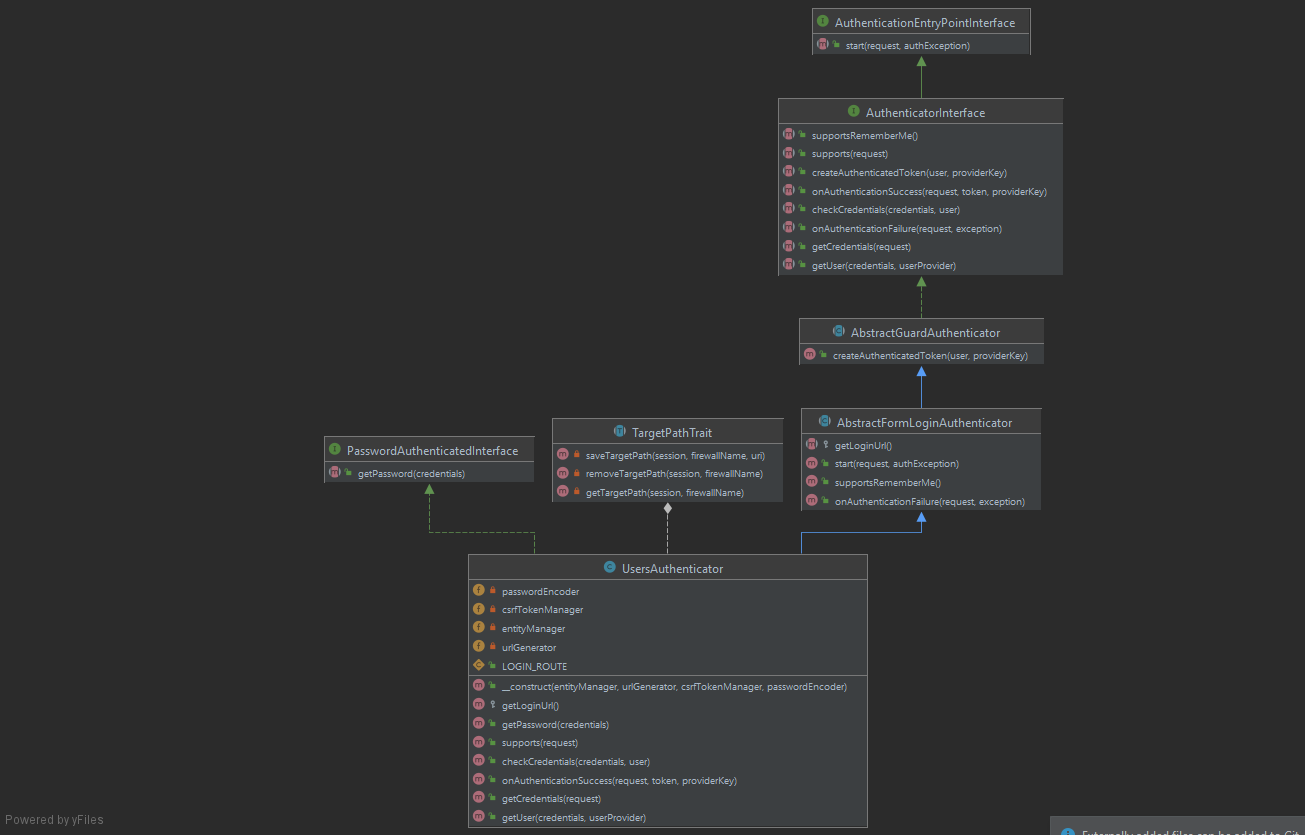 AuthenticationEntryPointInterface
start(request, authException)
AuthenticatorInterface
supportsRememberMe()
supports(request)
createAuthenticatedToken(user, providerKey)
onAuthenticationSuccess(request, token, providerKey)
checkCredentials(credentials, user)
onAuthenticationFailure(request, exception)
getCredentials(request)
getUser(credentials, userProvider)
AbstractGuardAuthenticator
createAuthenticatedToken(user, providerKey)
AbstractFormLoginAuthenticator
getLoginUrl()
start(request, authException)
supportsRememberMe()
onAuthenticationFailure(request, exception)
TargetPathTrait
saveTargetPath(session, firewallName, uri)
removeTargetPath(session, firewallName)
getTargetPath(session, firewallName)
PasswordAuthenticatedInterface
getPassword(credentials)
UsersAuthenticator
passwordEncoder
csrfTokenManager
entityManager
urlGenerator
LOGIN_ROUTE
__construct(entityManager, urlGenerator, csrfTokenManager, passwordEncoder)
getLoginUrl()
getPassword(credentials)
supports(request)
checkCredentials(credentials, user)
onAuthenticationSuccess(request, token, providerKey)
getCredentials(request)
getUser(credentials, userProvider)
Powered by yFiles
Externally added files can be added to Git